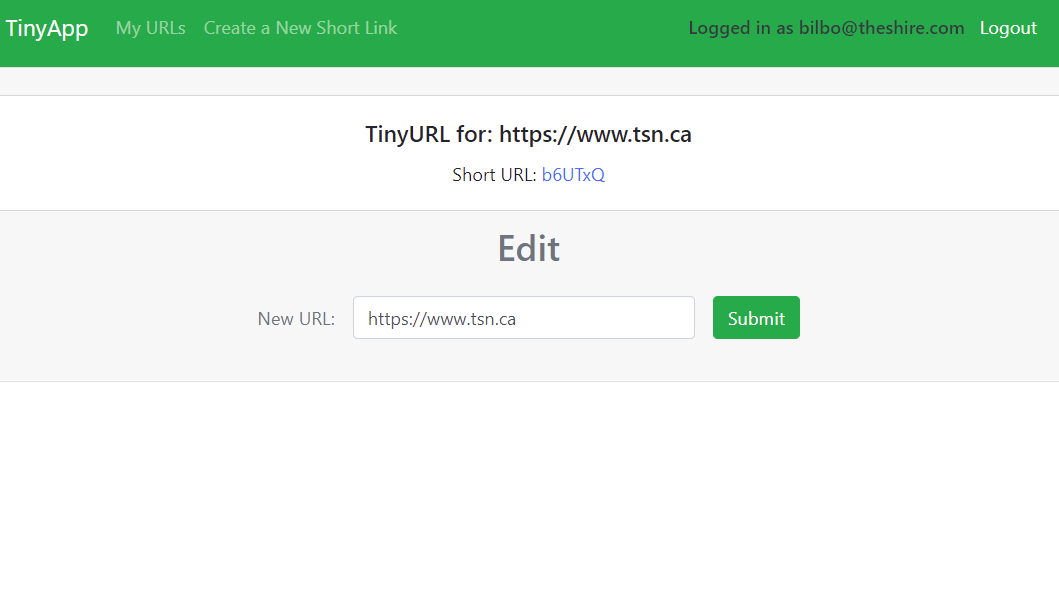 TinyApp My URLs Create a New Short Link Logged in as bilbo@theshire.com Logout
TinyURL for: https://www.tsn.ca
Short URL: b6UTxQ
Edit
New URL: https://www.tsn.ca Submit